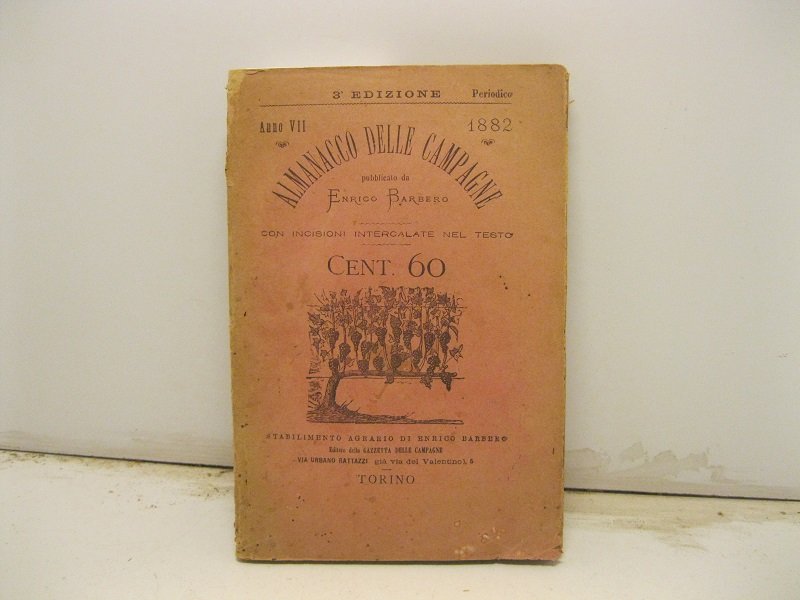 3ª EDIZIONE Periodico
Anno VII 1882
ALMANACCO DELLE CAMPAGNE
pubblicato da
ENRICO BARBERO
CON INCISIONI INTERCALATE NEL TESTO
CENT. 60
STABILIMENTO AGRARIO DI ENRICO BARBERO
Editore della GAZZETTA DELLE CAMPAGNE
VIA URBANO RATTAZZI già via del Valentino), 5
TORINO